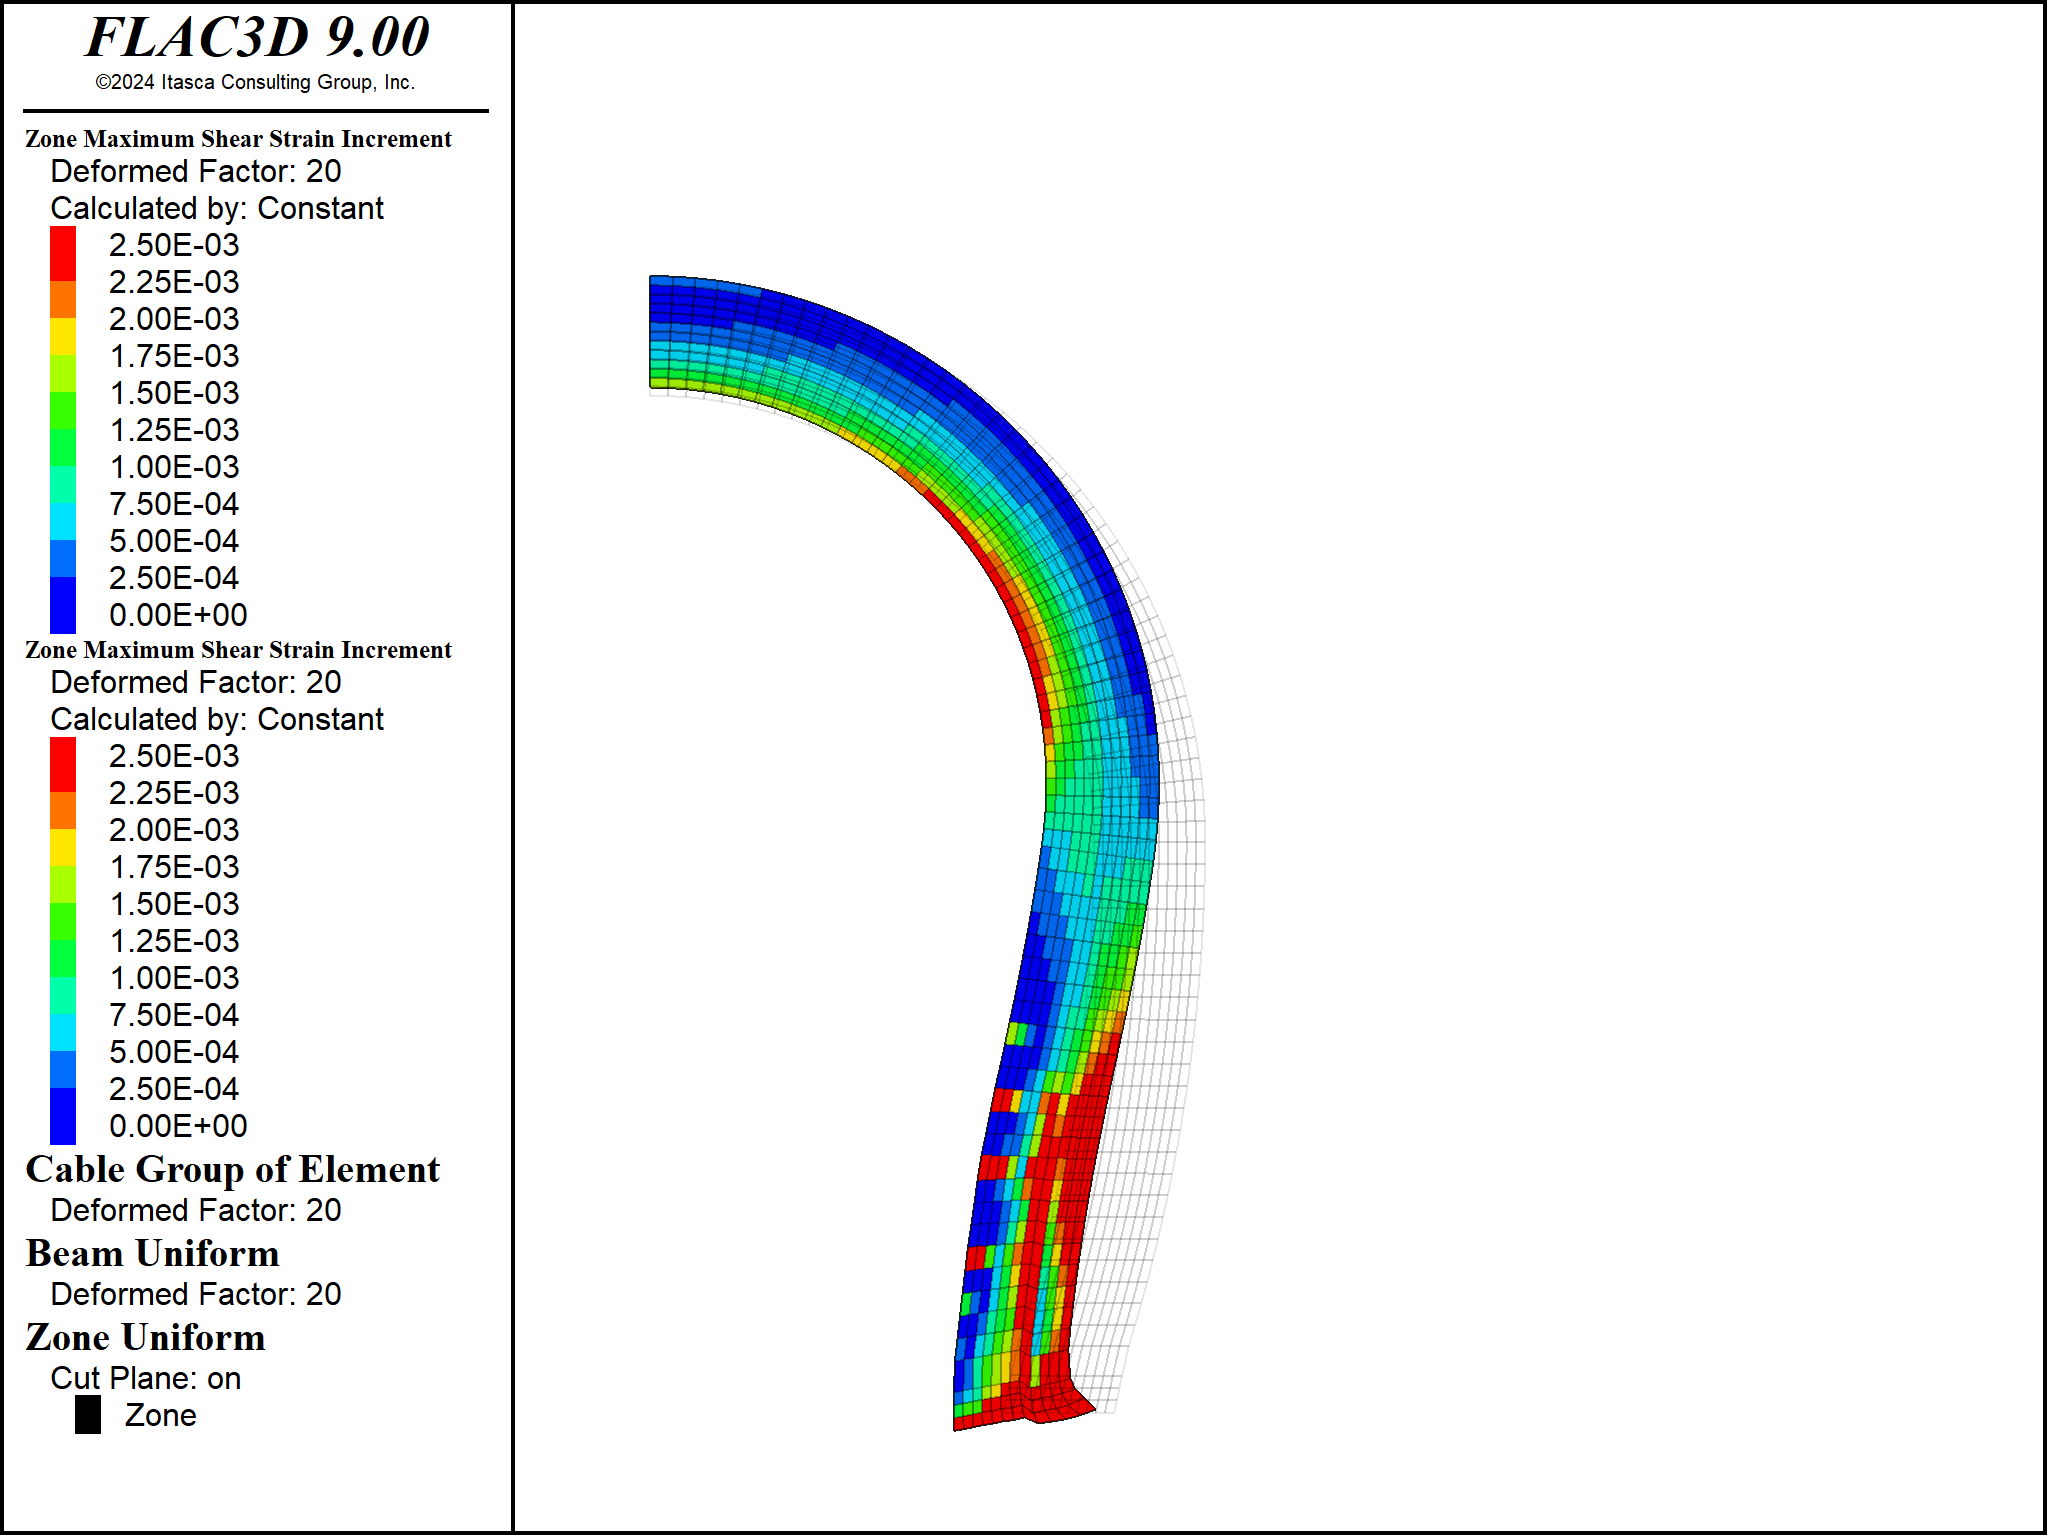 FLAC3D 9.00
©2024 Itasca Consulting Group, Inc.
Zone Maximum Shear Strain Increment
Deformed Factor: 20
Calculated by: Constant
2.50E-03
2.25E-03
2.00E-03
1.75E-03
1.50E-03
1.25E-03
1.00E-03
7.50E-04
5.00E-04
2.50E-04
0.00E+00
Zone Maximum Shear Strain Increment
Deformed Factor: 20
Calculated by: Constant
2.50E-03
2.25E-03
2.00E-03
1.75E-03
1.50E-03
1.25E-03
1.00E-03
7.50E-04
5.00E-04
2.50E-04
0.00E+00
Cable Group of Element
Deformed Factor: 20
Beam Uniform
Deformed Factor: 20
Zone Uniform
Cut Plane: on
Zone